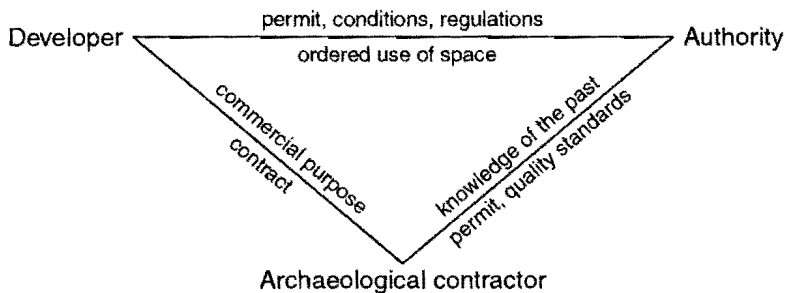 permit, conditions, regulations
Developer
Authority
ordered use of space
commercial purpose
contract
knowledge of the past
permit, quality standards
Archaeological contractor